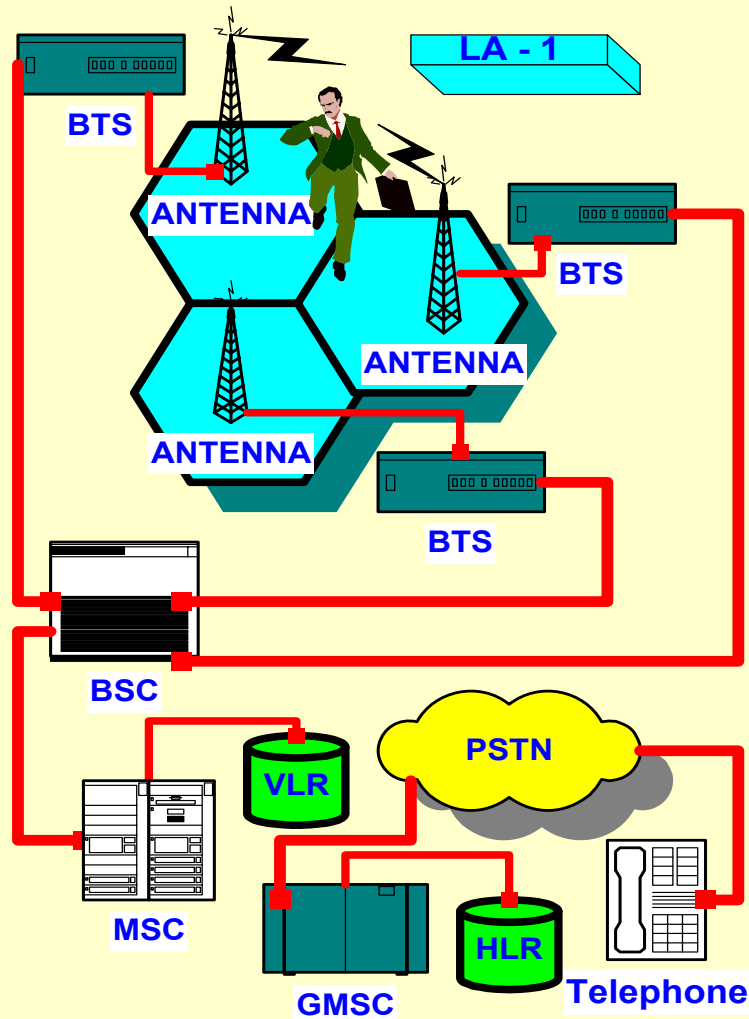 LA - 1
BTS
ANTENNA
BTS
ANTENNA
ANTENNA
BTS
BSC
PSTN
VLR
MSC
HLR
Telephone
GMSC